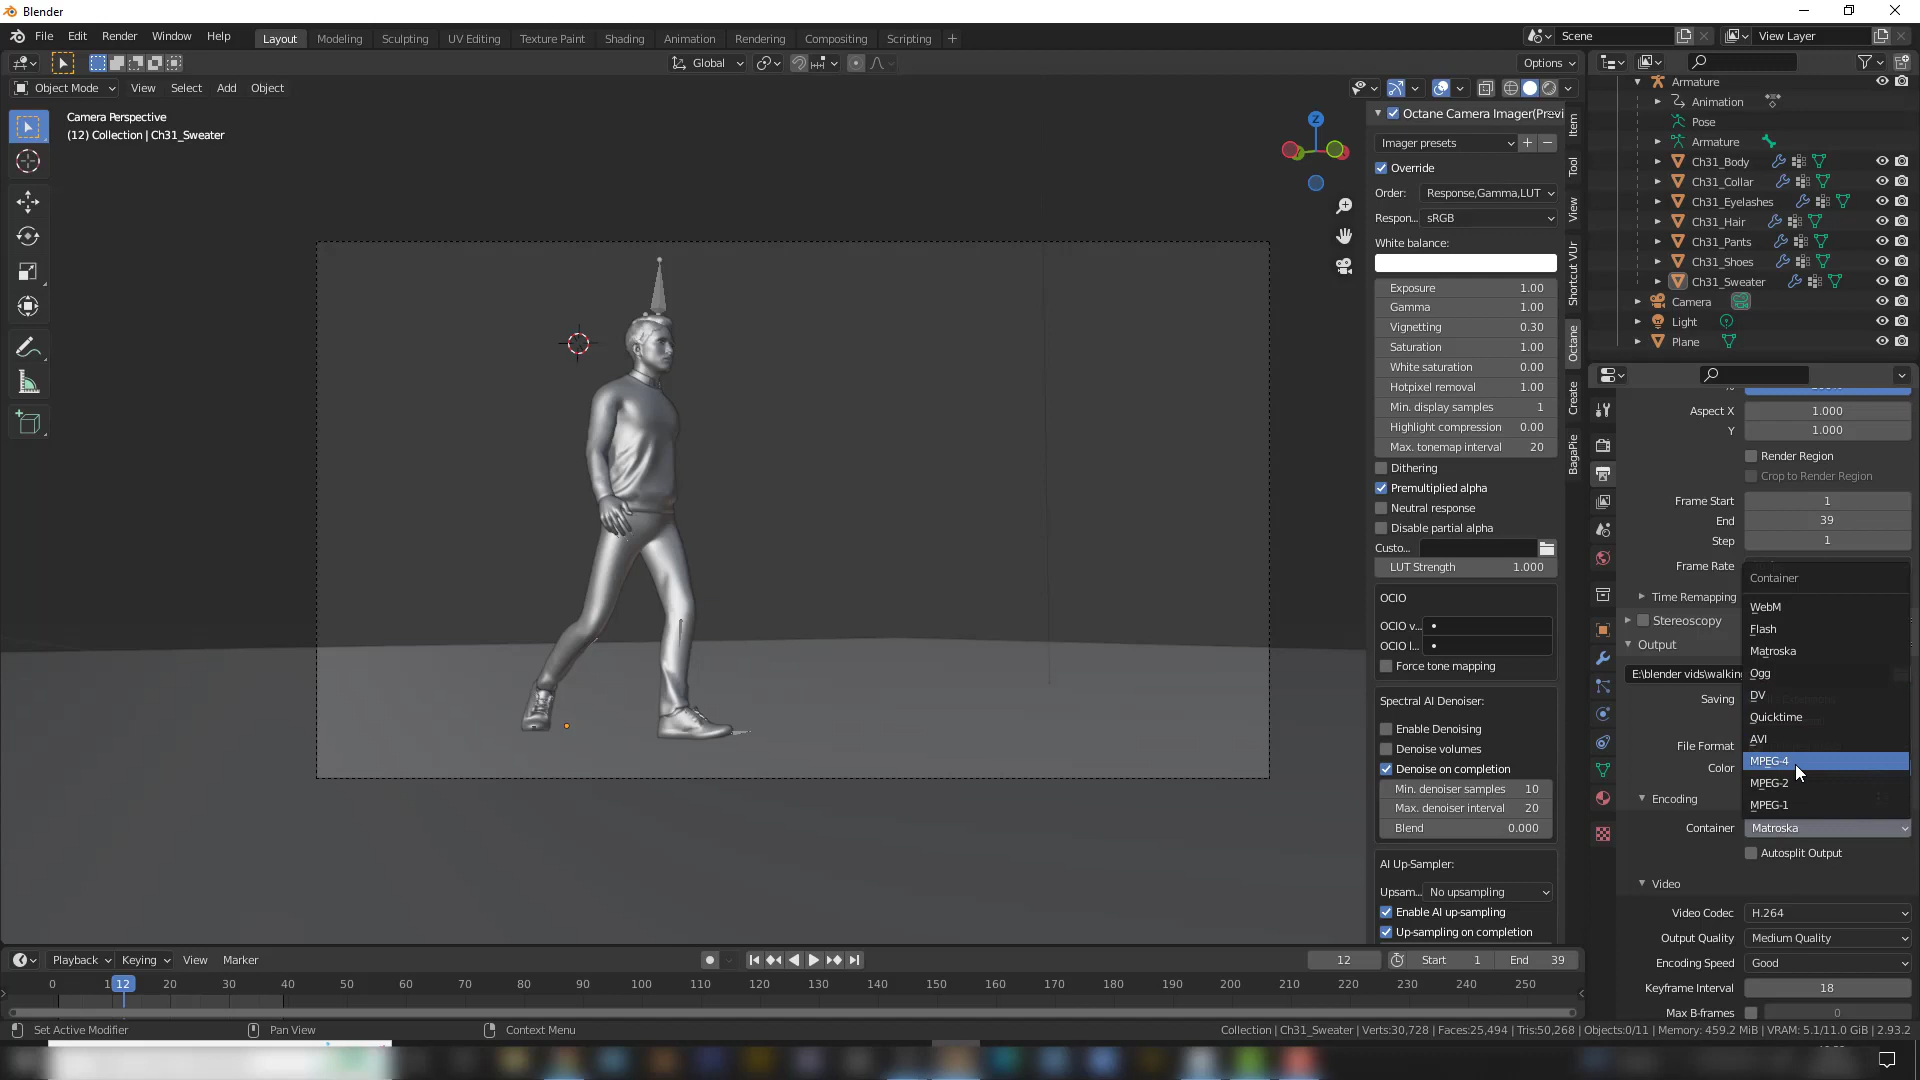 Blender
File Edit Render Window Help
Layout Modeling Sculpting UV Editing Texture Paint Shading Animation Rendering Compositing Scripting +
Scene
View Layer
Global
Options
Object Mode View Select Add Object
Camera Perspective
(12) Collection | Ch31_Sweater
Z
Octane Camera Imager(Previ
Imager presets
Override
Order: Response,Gamma,LUT
Respon... sRGB
White balance:
Exposure 1.00
Gamma 1.00
Vignetting 0.30
Saturation 1.00
White saturation 0.00
Hotpixel removal 1.00
Min. display samples 1
Highlight compression 0.00
Max. tonemap interval 20
Dithering
Premultiplied alpha
Neutral response
Disable partial alpha
Custo...
LUT Strength 1.000
OCIO
OCIO v...
OCIO l...
Force tone mapping
Spectral AI Denoiser:
Enable Denoising
Denoise volumes
Denoise on completion
Min. denoiser samples 10
Max. denoiser interval 20
Blend 0.000
AI Up-Sampler:
Upsam... No upsampling
Enable AI up-sampling
Up-sampling on completion
Item
Tool
View
Shortcut VUr
Octane
Create
BagaPie
Armature
Animation
Pose
Armature
Ch31_Body
Ch31_Collar
Ch31_Eyelashes
Ch31_Hair
Ch31_Pants
Ch31_Shoes
Ch31_Sweater
Camera
Light
Plane
Aspect X 1.000
Y 1.000
Render Region
Crop to Render Region
Frame Start 1
End 39
Step 1
Frame Rate
Time Remapping
Stereoscopy
Output
E:\blender vids\walking
Saving
File Format
Color
Encoding
Container
WebM
Flash
Matroska
Ogg
DV
Quicktime
AVI
MPEG-4
MPEG-2
MPEG-1
Container Matroska
Autosplit Output
Video
Video Codec H.264
Output Quality Medium Quality
Encoding Speed Good
Keyframe Interval 18
Max B-frames 0
Playback Keying View Marker
12 Start 1 End 39
0 1 12 20 30 40 50 60 70 80 90 100 110 120 130 140 150 160 170 180 190 200 210 220 230 240 250
Set Active Modifier Pan View Context Menu
Collection | Ch31_Sweater | Verts:30,728 | Faces:25,494 | Tris:50,268 | Objects:0/11 | Memory: 459.2 MiB | VRAM: 5.1/11.0 GiB | 2.93.2